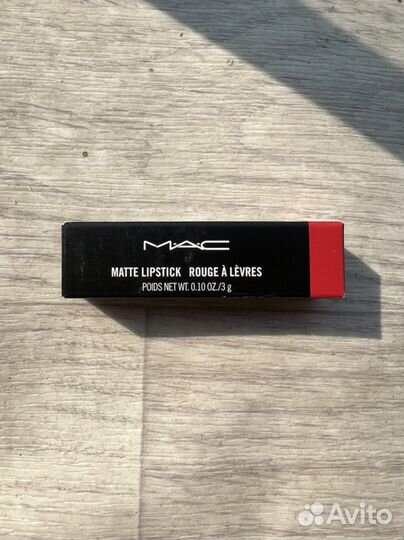 M·A·C
MATTE LIPSTICK ROUGE À LÈVRES
POIDS NET WT. 0.10 OZ./3 g
Avito